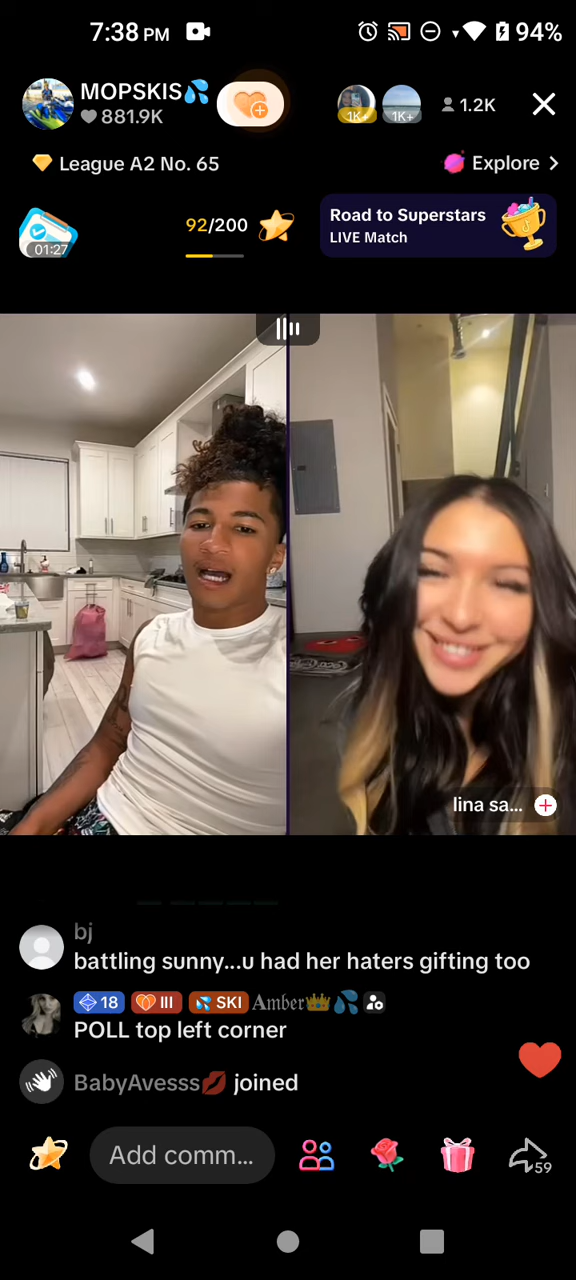 7:38 PM
94%
MOPSKIS💦
881.9K
1K+
1K+
1.2K
League A2 No. 65
Explore >
01:27
92/200
Road to Superstars
LIVE Match
lina sa...
bj
battling sunny...u had her haters gifting too
18 III SKI Amber👑💦
POLL top left corner
BabyAvesss💋 joined
Add comm...
59